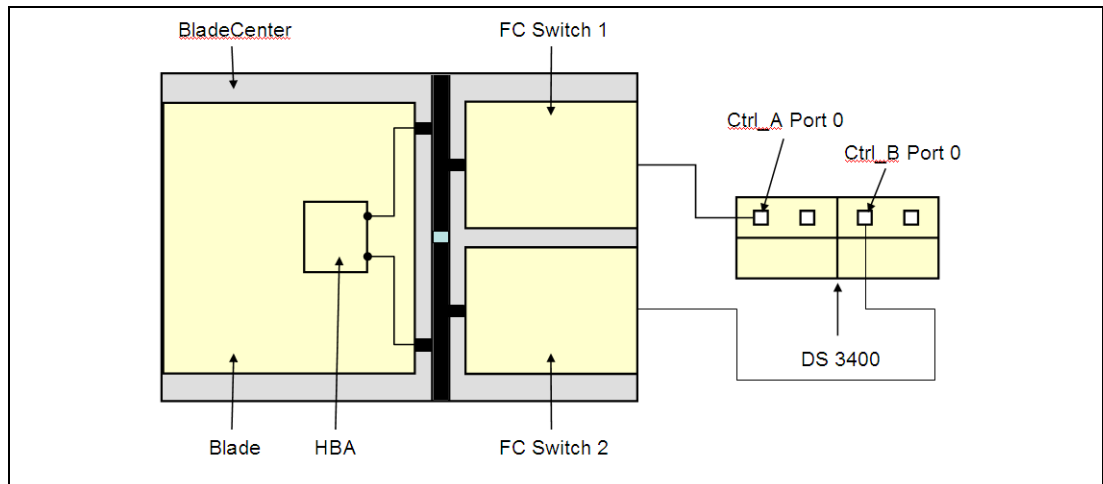 BladeCenter
FC Switch 1
Ctrl_A Port 0
Ctrl_B Port 0
DS 3400
Blade
HBA
FC Switch 2